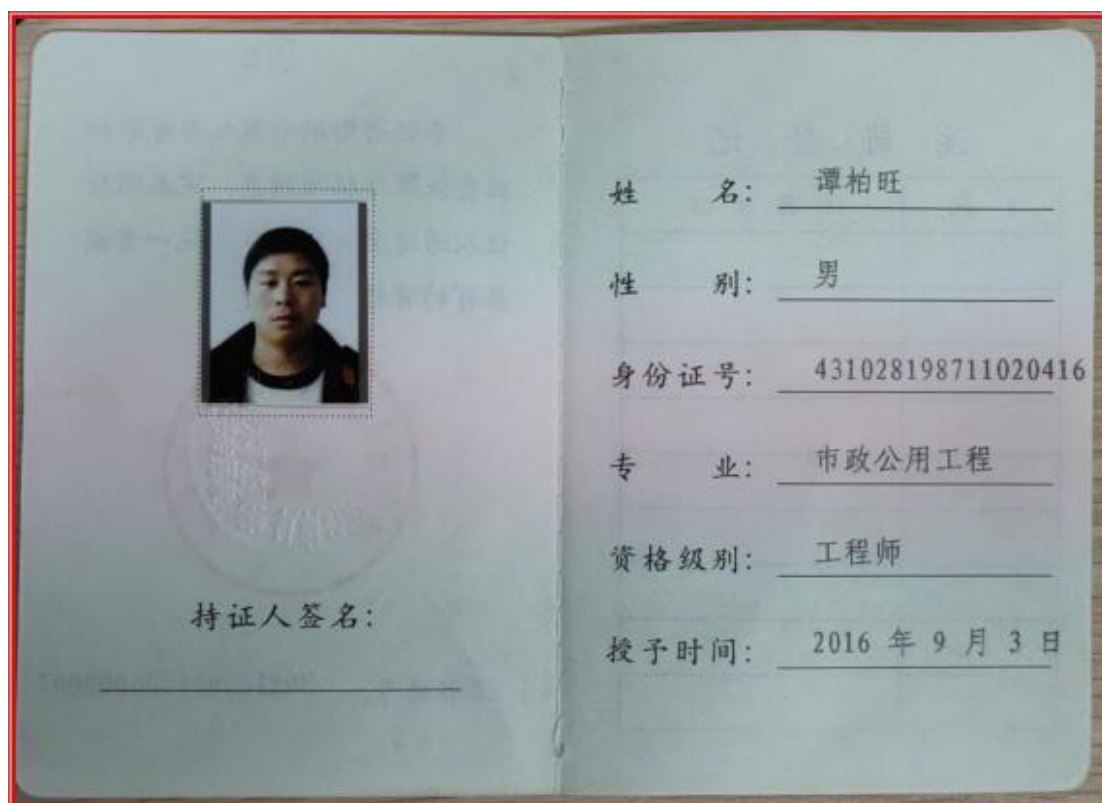 持证人签名:
姓 名: 谭柏旺
性 别: 男
身份证号: 431028198711020416
专 业: 市政公用工程
资格级别: 工程师
授予时间: 2016 年 9 月 3 日